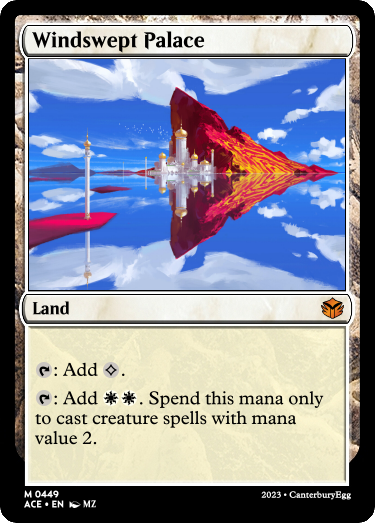 Windswept Palace
Land
: Add .
: Add . Spend this mana only
to cast creature spells with mana
value 2.
M 0449
ACE • EN MZ
2023 • CanterburyEgg